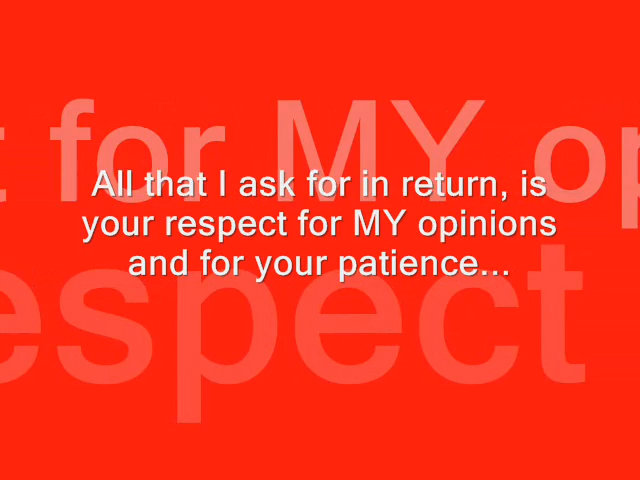 t for MY op
All that I ask for in return, is
your respect for MY opinions
and for your patience...
espect